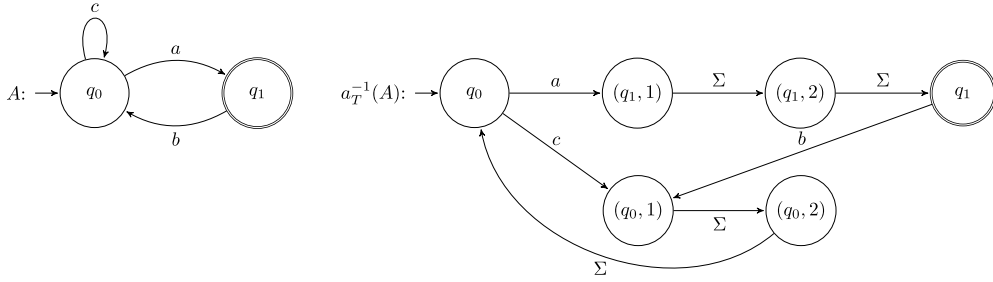 c
a
A: q₀ q₁
b
a_T^{-1}(A): q₀ a (q₁, 1) Σ (q₁, 2) Σ q₁
c b
(q₀, 1) Σ (q₀, 2)
Σ